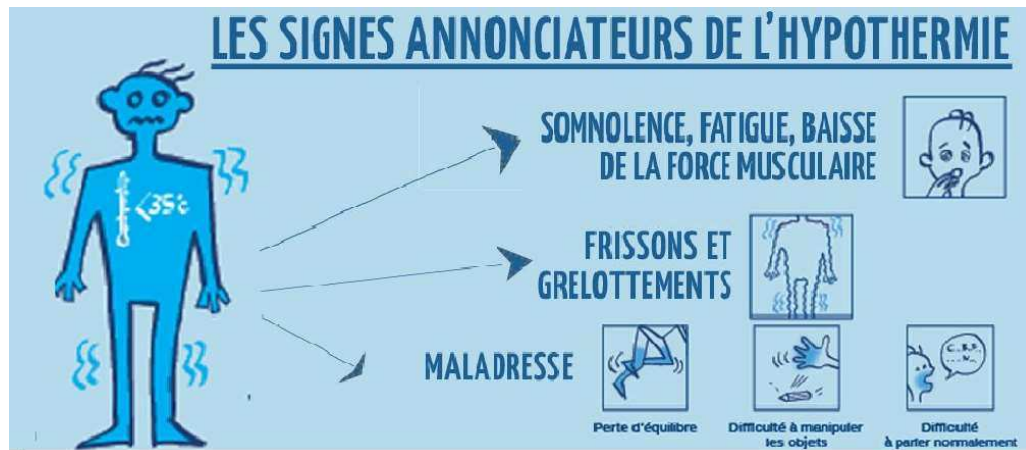 LES SIGNES ANNONCIATEURS DE L'HYPOTHERMIE
<35°c
SOMNOLENCE, FATIGUE, BAISSE
DE LA FORCE MUSCULAIRE
FRISSONS ET
GRELOTTEMENTS
MALADRESSE
Perte d'équilibre
Difficulté à manipuler
les objets
Difficulté
à parler normalement